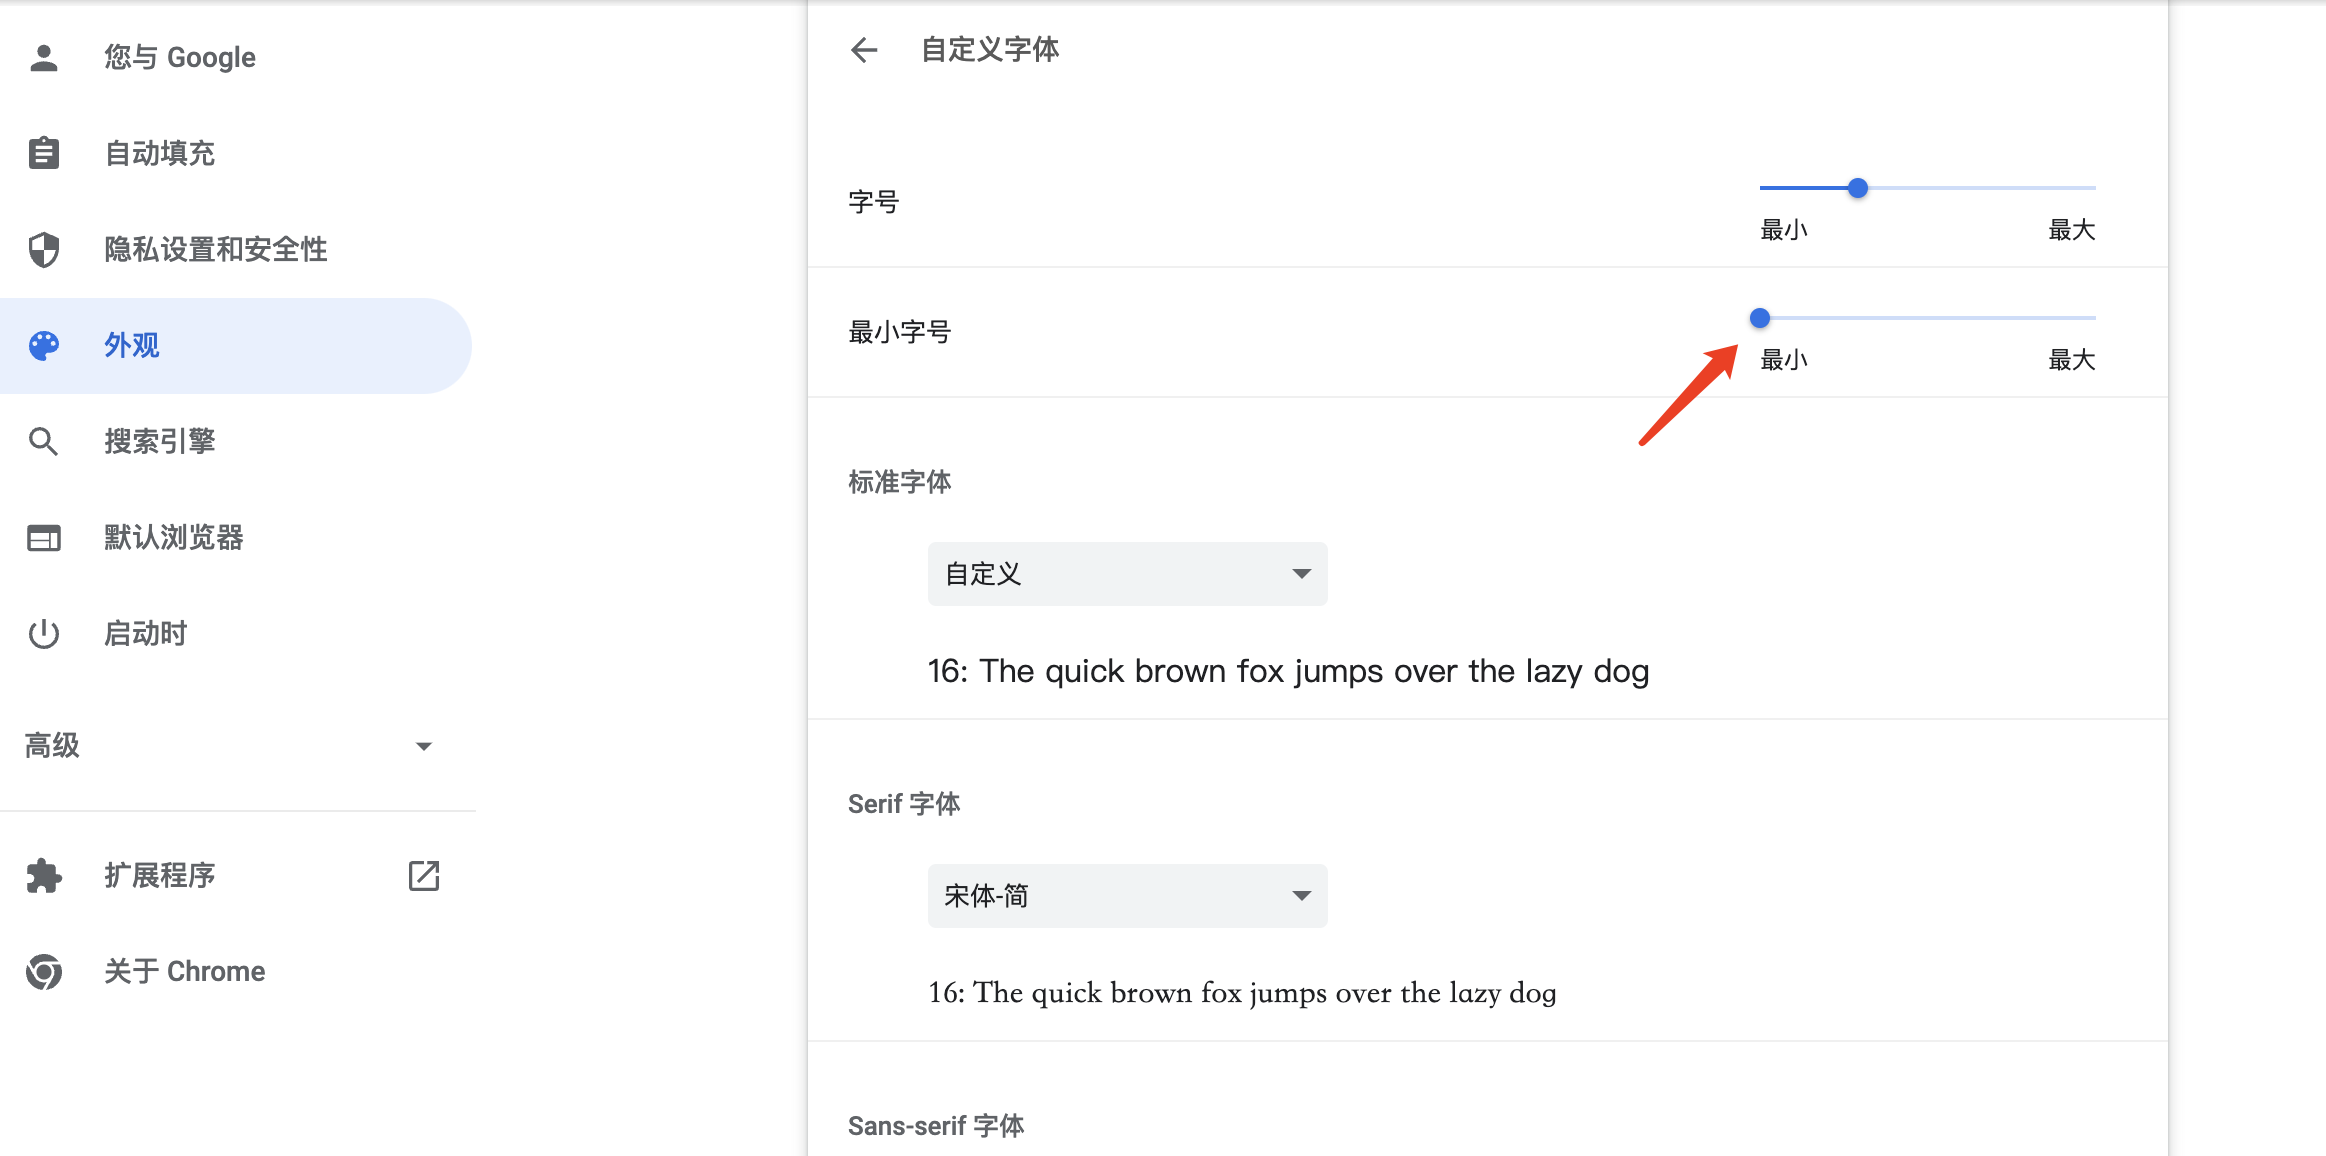 您与 Google
自动填充
隐私设置和安全性
外观
搜索引擎
默认浏览器
启动时
高级
扩展程序
关于 Chrome
自定义字体
字号
最小 最大
最小字号
最小 最大
标准字体
自定义
16: The quick brown fox jumps over the lazy dog
Serif 字体
宋体-简
16: The quick brown fox jumps over the lazy dog
Sans-serif 字体